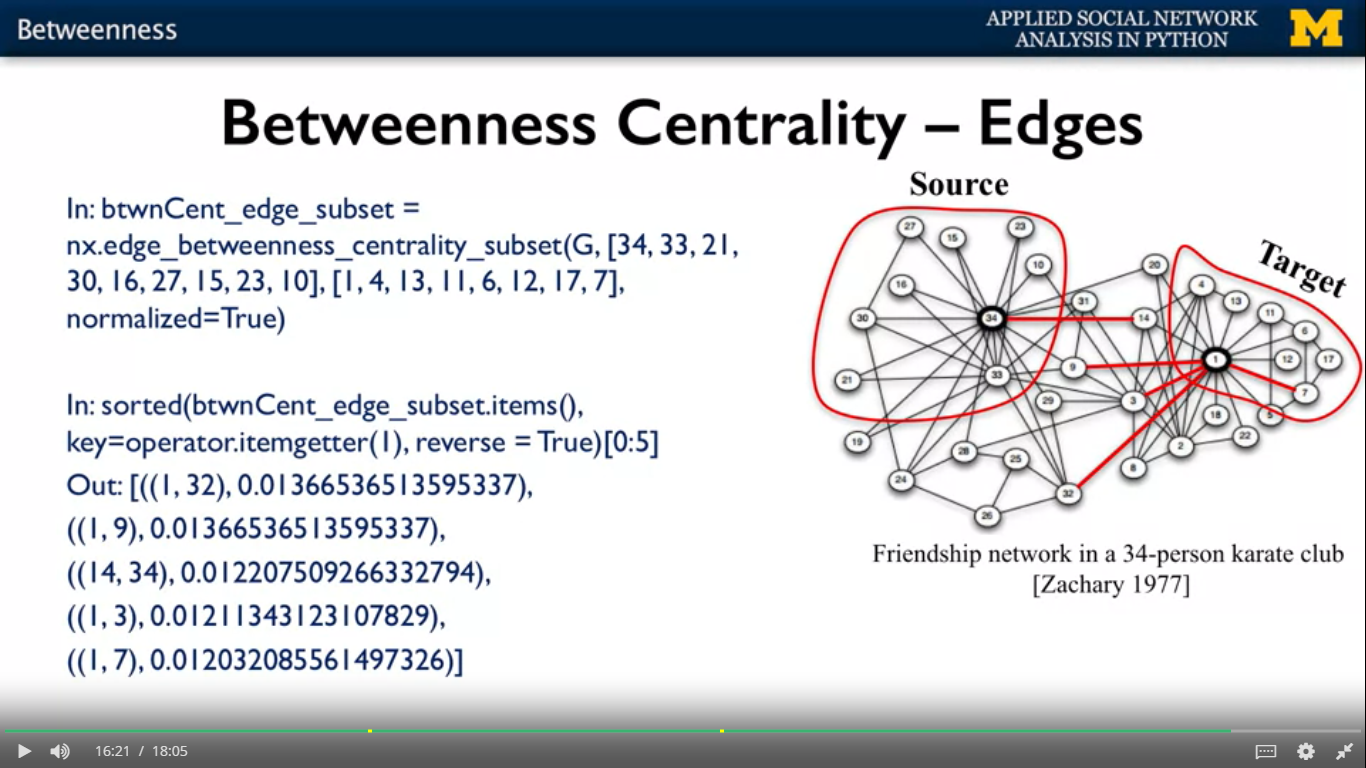 Betweenness
APPLIED SOCIAL NETWORK
ANALYSIS IN PYTHON
M
Betweenness Centrality – Edges
In: btwnCent_edge_subset =
nx.edge_betweenness_centrality_subset(G, [34, 33, 21,
30, 16, 27, 15, 23, 10], [1, 4, 13, 11, 6, 12, 17, 7],
normalized=True)
In: sorted(btwnCent_edge_subset.items(),
key=operator.itemgetter(1), reverse = True)[0:5]
Out: [((1, 32), 0.01366536513595337),
((1, 9), 0.01366536513595337),
((14, 34), 0.012207509266332794),
((1, 3), 0.01211343123107829),
((1, 7), 0.012032085561497326)]
Source
Target
27
15
23
10
20
16
31
4
13
30
34
14
11
6
1
12
17
21
33
9
7
29
3
18
5
19
28
25
2
22
24
8
32
26
Friendship network in a 34-person karate club
[Zachary 1977]
16:21 / 18:05